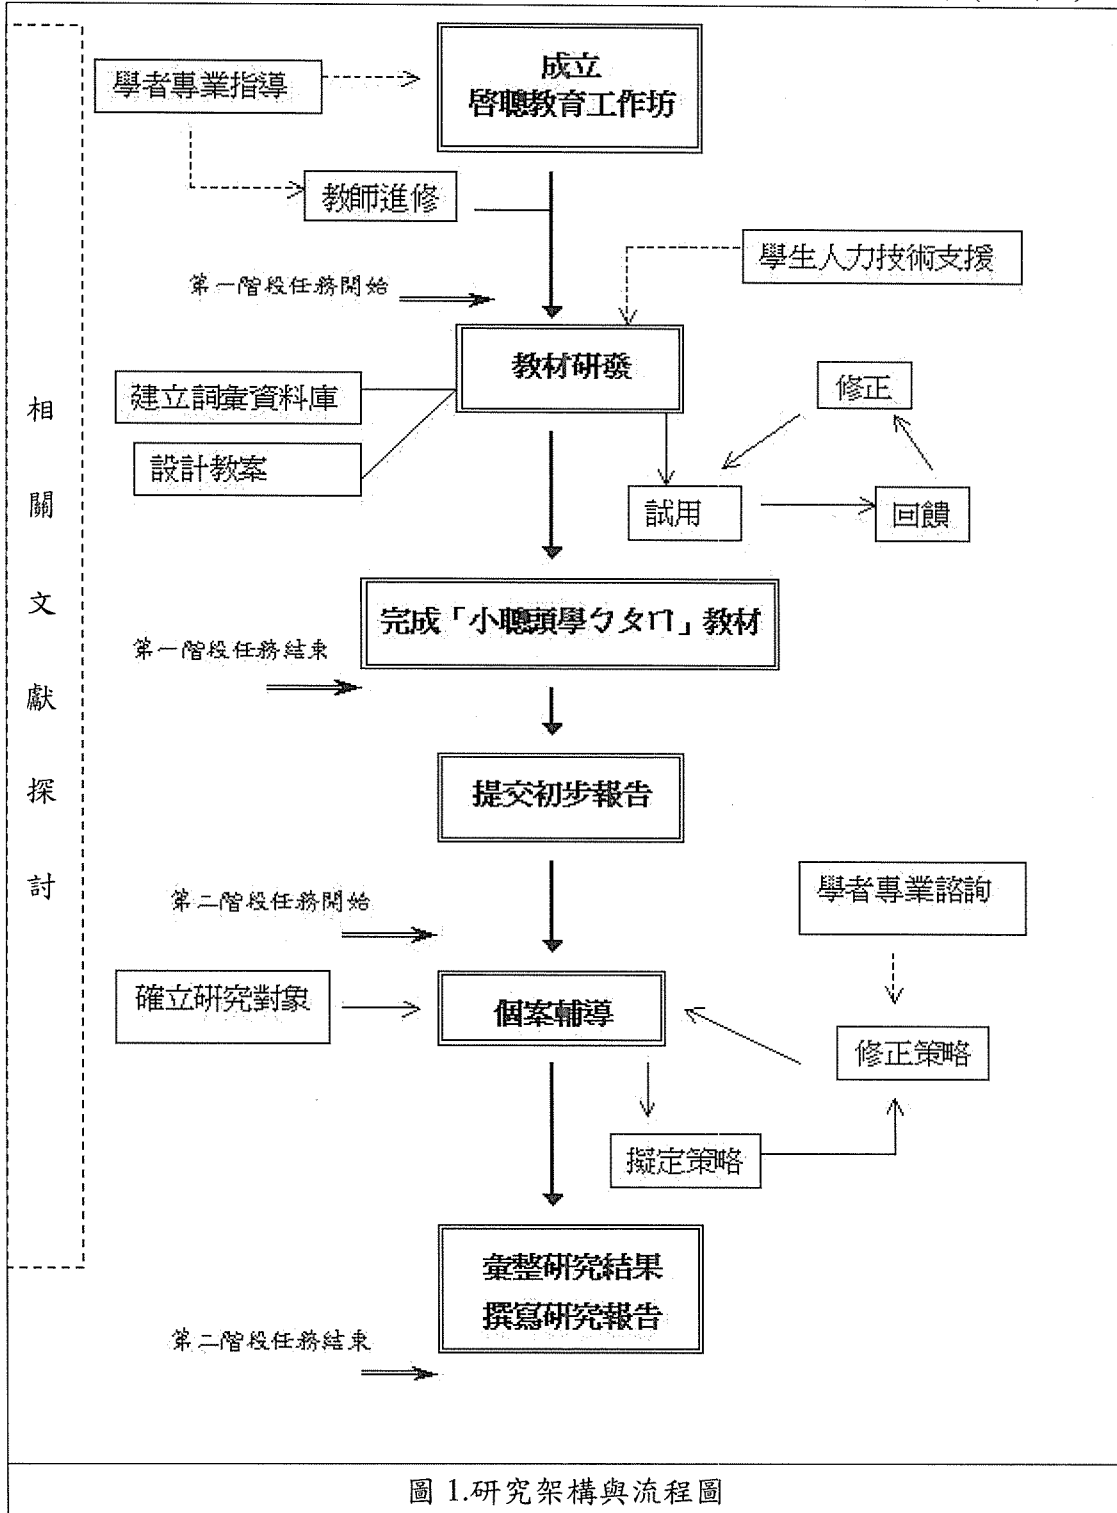 成立
啓聰教育工作坊
學者專業指導
教師進修
學生人力技術支援
第一階段任務開始
教材研發
建立詞彙資料庫
設計教案
修正
試用
回饋
完成「小聰頭學ㄅㄆㄇ」教材
第一階段任務結束
提交初步報告
第二階段任務開始
學者專業諮詢
確立研究對象
個案輔導
修正策略
擬定策略
彙整研究結果
撰寫研究報告
第二階段任務結束
相關文獻探討
圖 1.研究架構與流程圖